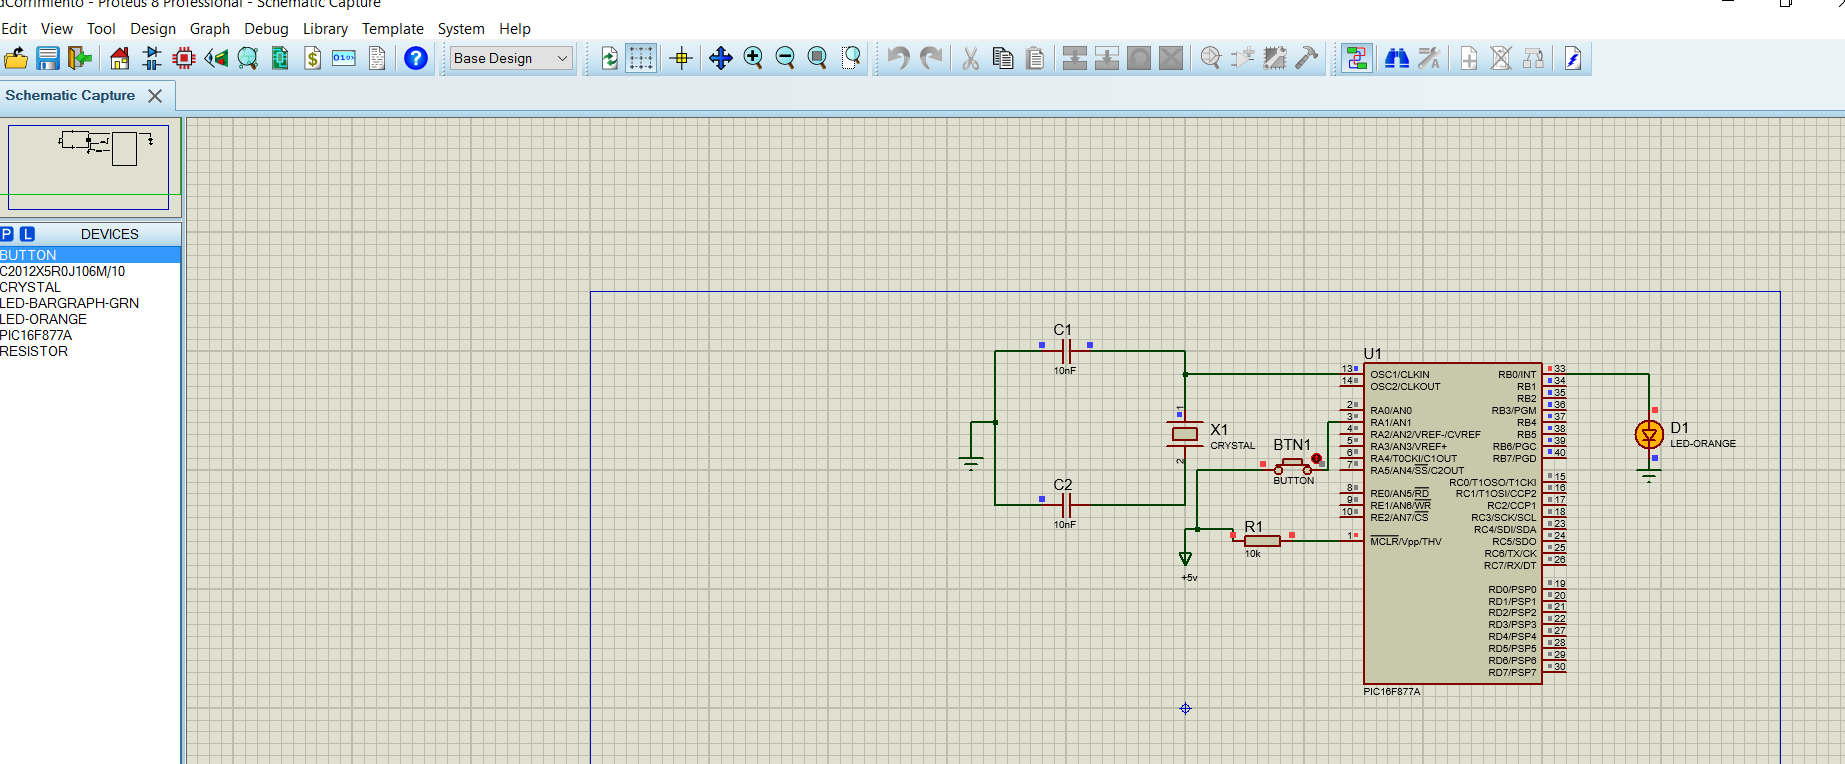 dCorrimiento - Proteus 8 Professional - Schematic Capture
Edit View Tool Design Graph Debug Library Template System Help
Base Design
Schematic Capture
P L DEVICES
BUTTON
C2012X5R0J106M/10
CRYSTAL
LED-BARGRAPH-GRN
LED-ORANGE
PIC16F877A
RESISTOR
C1
10nF
C2
10nF
X1
CRYSTAL
1
2
BTN1
BUTTON
R1
10k
+5v
U1
13 OSC1/CLKIN
14 OSC2/CLKOUT
2 RA0/AN0
3 RA1/AN1
4 RA2/AN2/VREF-/CVREF
5 RA3/AN3/VREF+
6 RA4/T0CKI/C1OUT
7 RA5/AN4/SS/C2OUT
8 RE0/AN5/RD
9 RE1/AN6/WR
10 RE2/AN7/CS
1 MCLR/Vpp/THV
RB0/INT 33
RB1 34
RB2 35
RB3/PGM 36
RB4 37
RB5 38
RB6/PGC 39
RB7/PGD 40
RC0/T1OSO/T1CKI 15
RC1/T1OSI/CCP2 16
RC2/CCP1 17
RC3/SCK/SCL 18
RC4/SDI/SDA 23
RC5/SDO 24
RC6/TX/CK 25
RC7/RX/DT 26
RD0/PSP0 19
RD1/PSP1 20
RD2/PSP2 21
RD3/PSP3 22
RD4/PSP4 27
RD5/PSP5 28
RD6/PSP6 29
RD7/PSP7 30
PIC16F877A
D1
LED-ORANGE